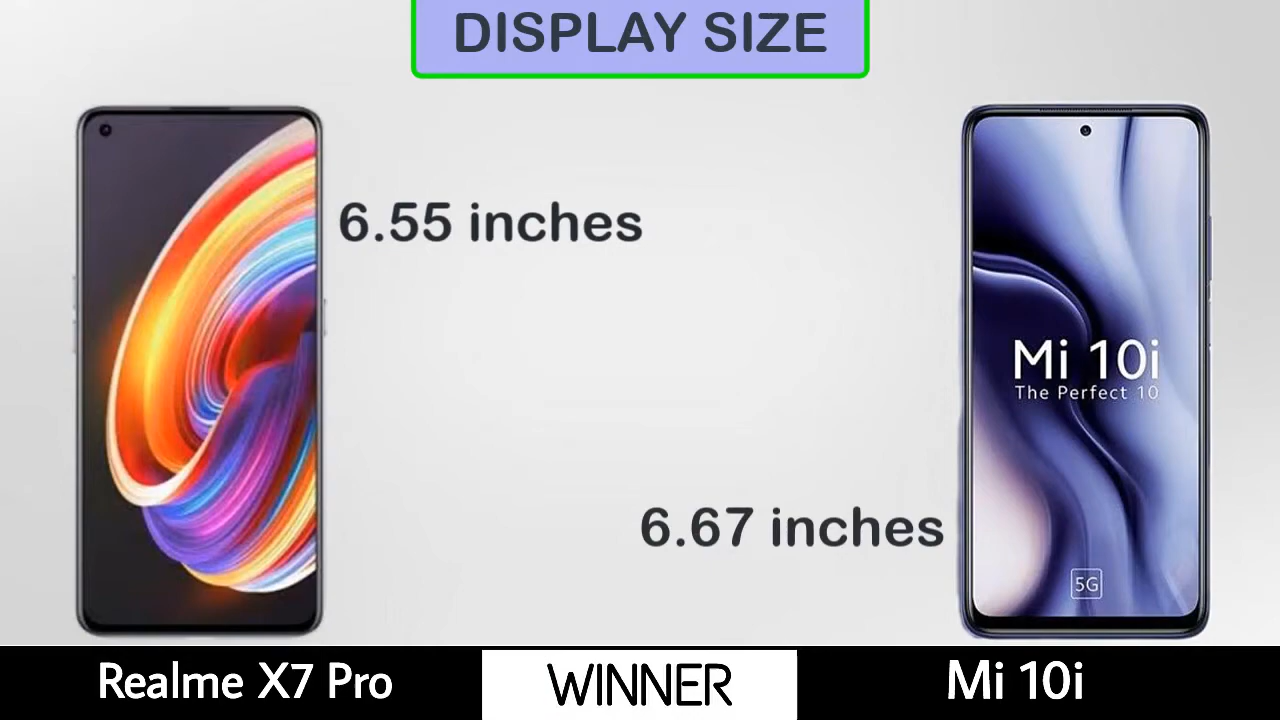 DISPLAY SIZE
6.55 inches
Mi 10i
The Perfect 10
6.67 inches
5G
Realme X7 Pro
WINNER
Mi 10i